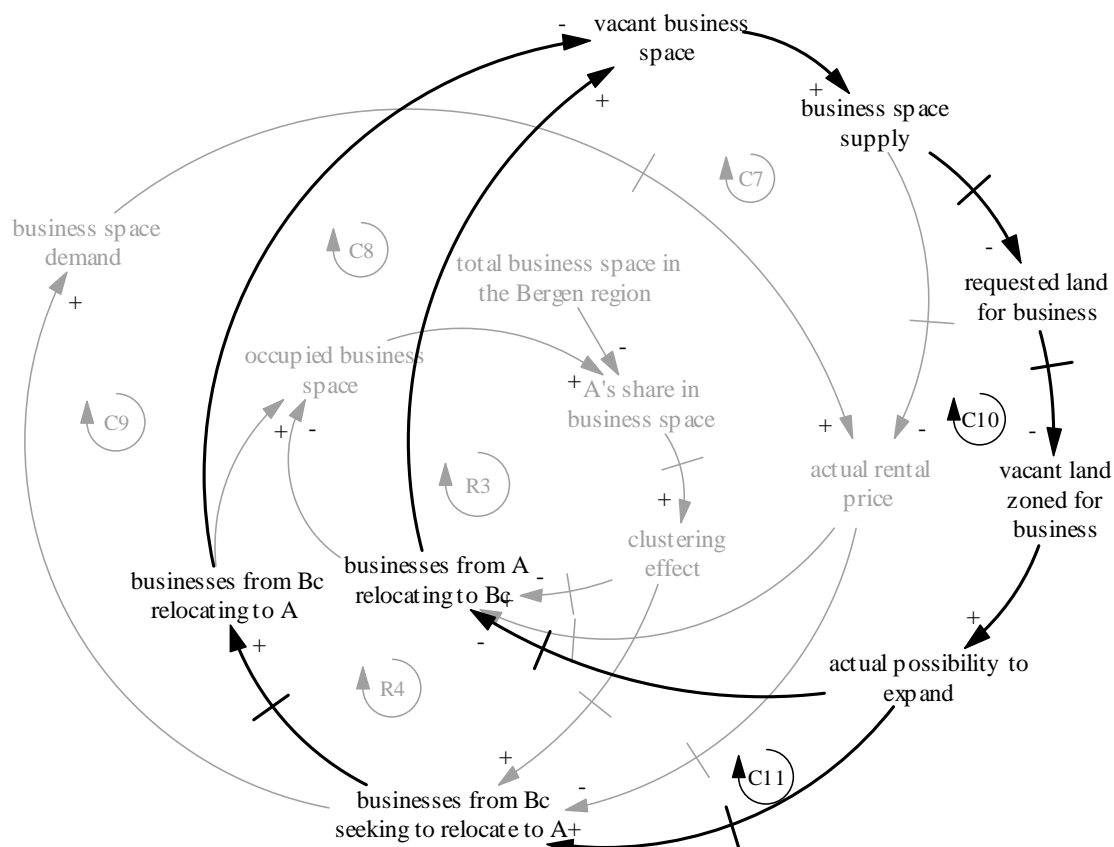 -
vacant business
space
+
+
business space
supply
C7
business space
demand
C8
-
total business space in
the Bergen region
requested land
for business
+
occupied business
space
-
+
A's share in
business space
C9
+
-
+
-
C10
-
actual rental
price
vacant land
zoned for
business
R3
+
clustering
effect
businesses from Bc
relocating to A
businesses from A
relocating to Bc
-
+
+
-
+
actual possibility to
expand
R4
+
-
C11
businesses from Bc
seeking to relocate to A
+